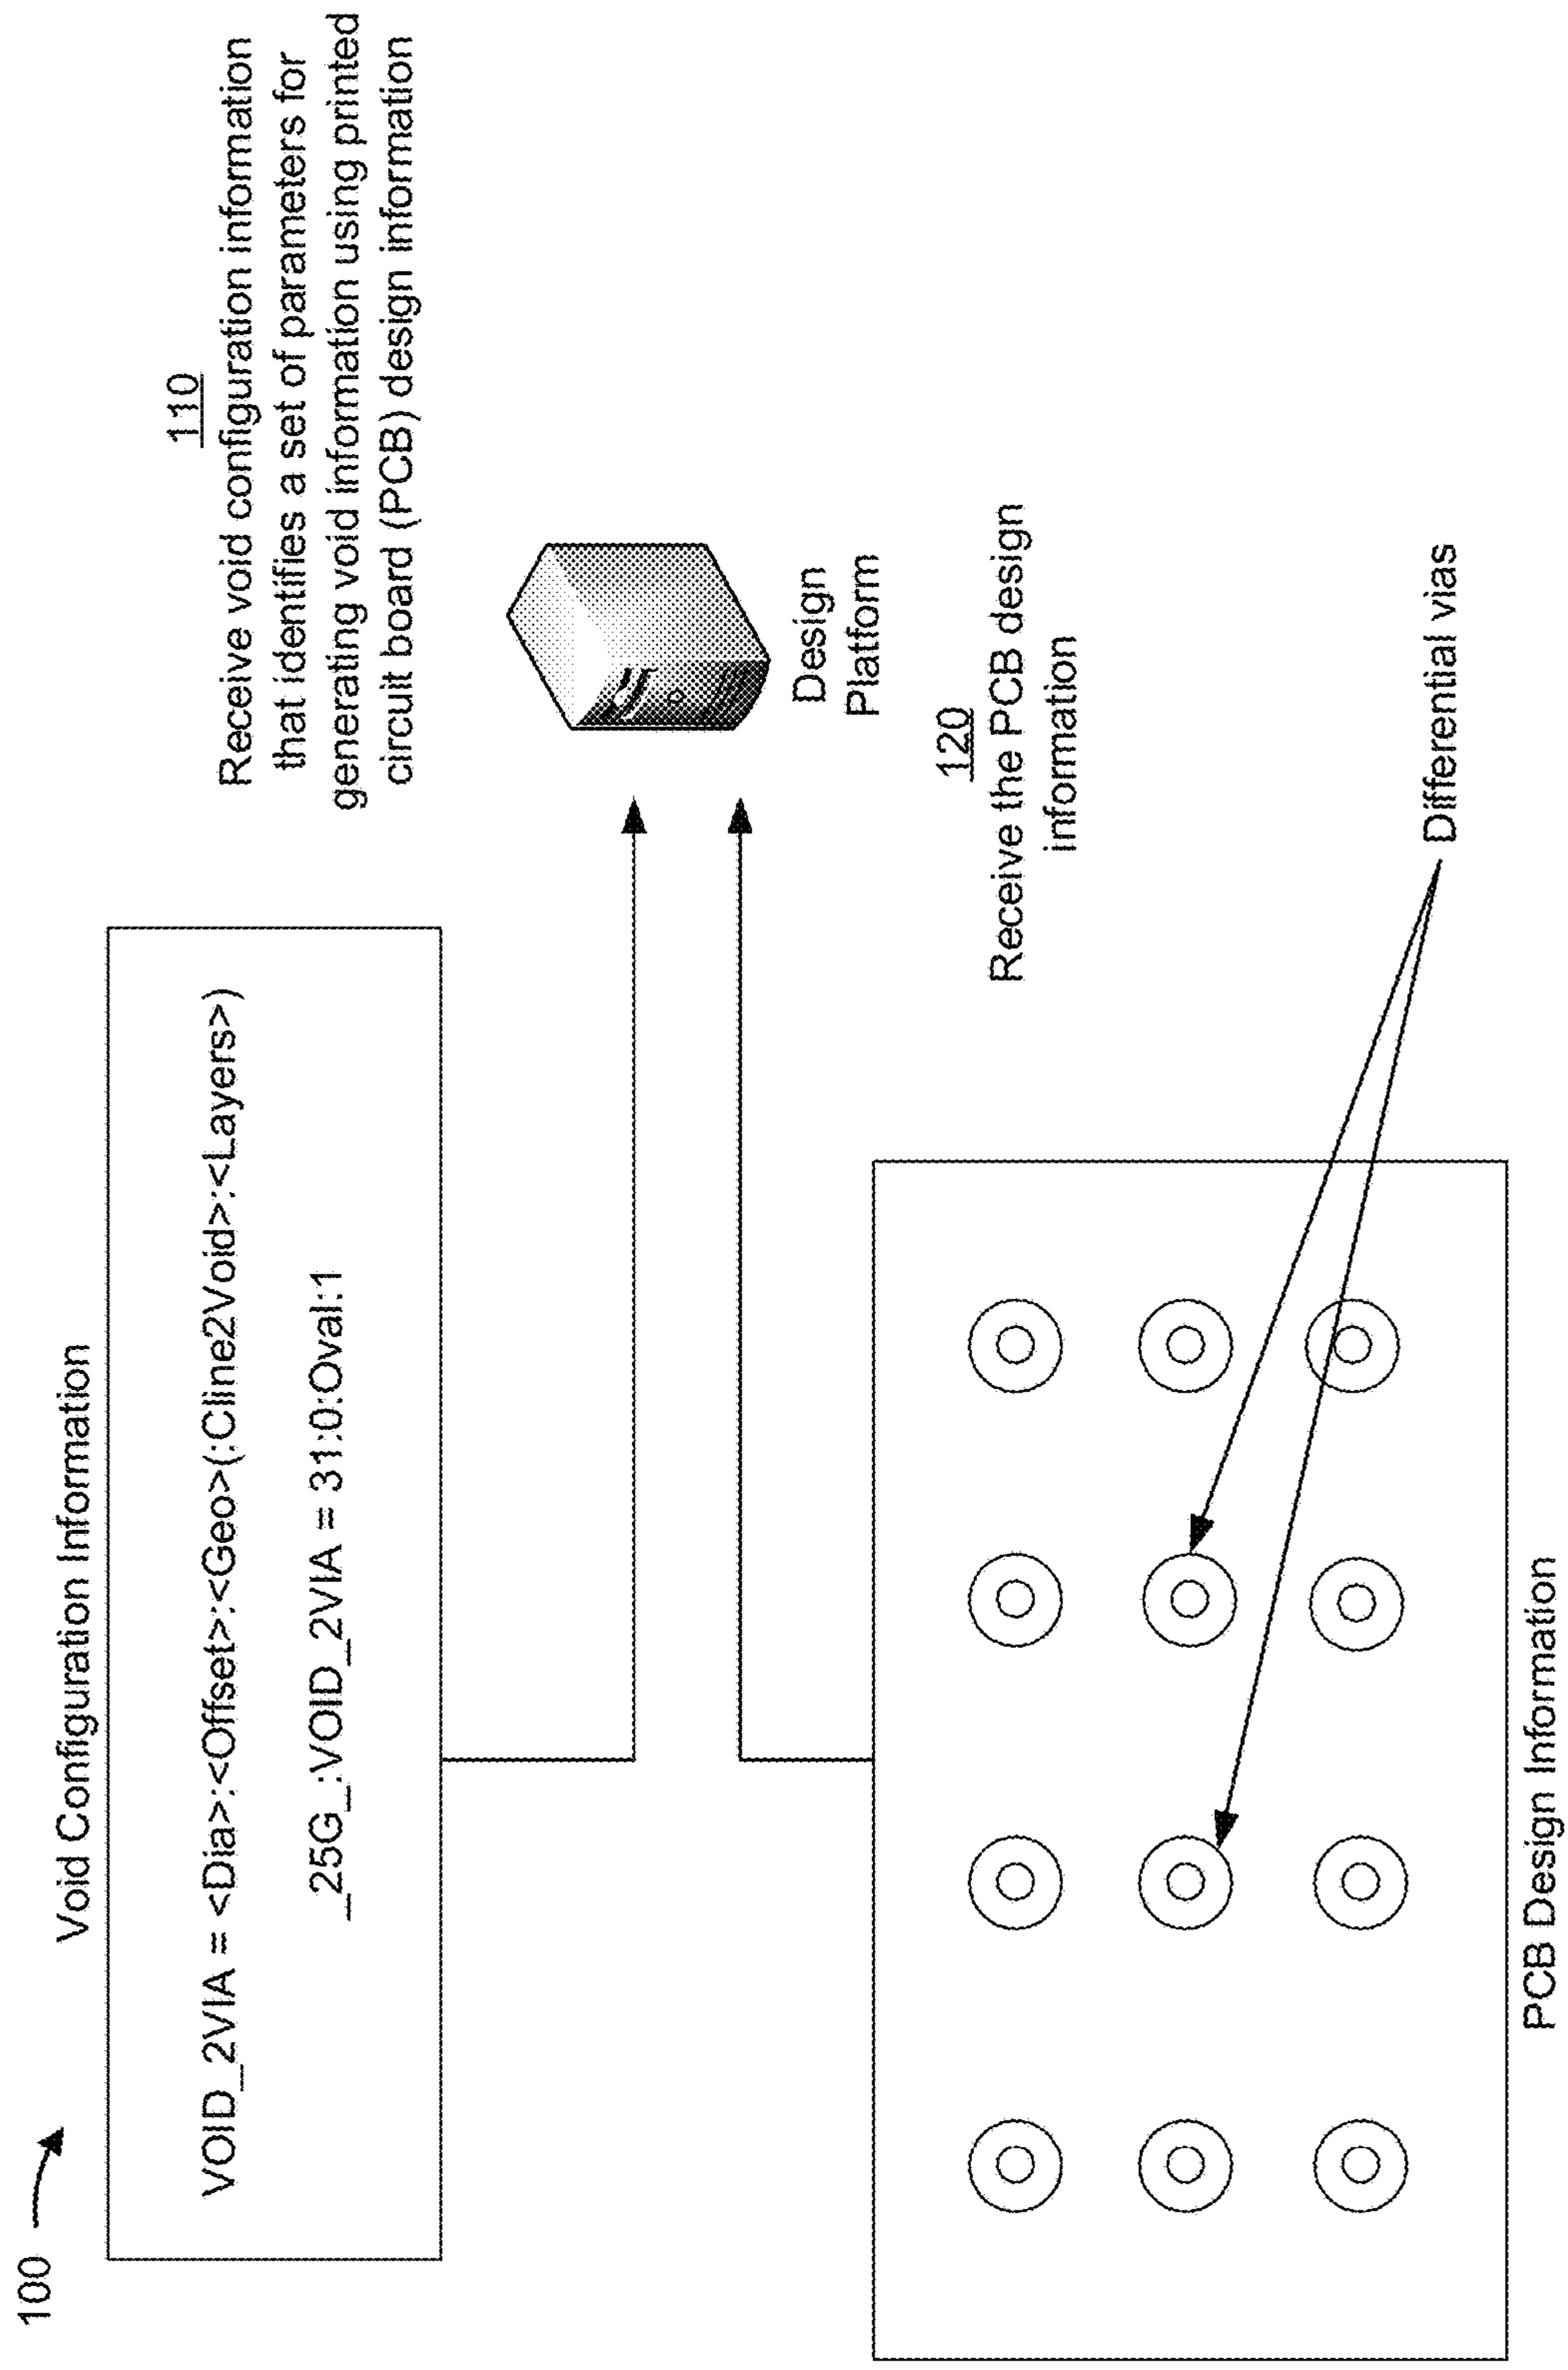 100
Void Configuration Information
VOID_2VIA = <Dia>:<Offset>:<Geo>(:Cline2Void>:<Layers>)
_25G_:VOID_2VIA = 31:0:Oval:1
110
Receive void configuration information
that identifies a set of parameters for
generating void information using printed
circuit board (PCB) design information
Design
Platform
120
Receive the PCB design
information
Differential vias
PCB Design Information